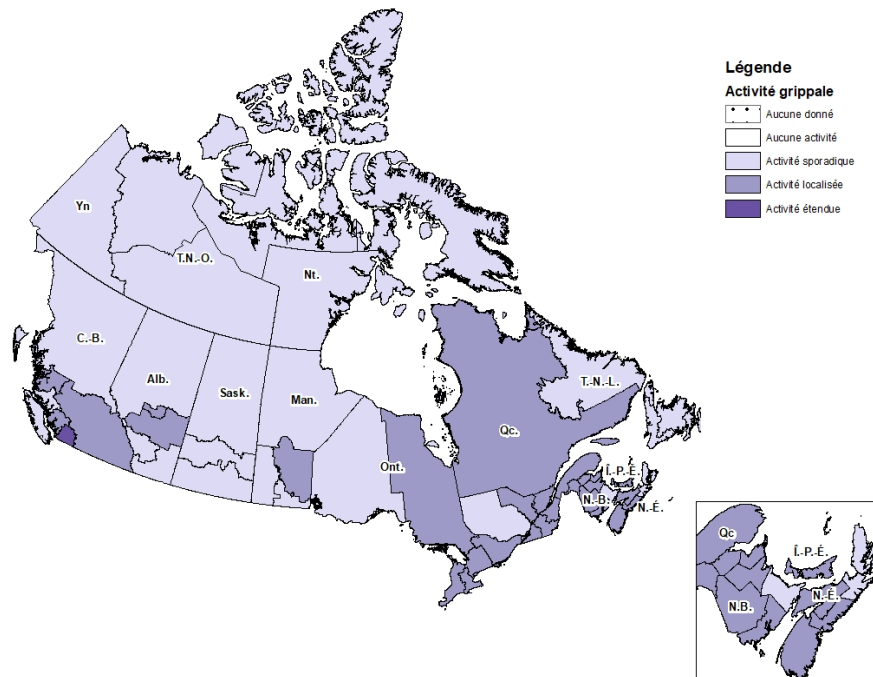 Légende
Activité grippale
Aucune donné
Aucune activité
Activité sporadique
Activité localisée
Activité étendue
Yn
T.N.-O.
Nt.
C.-B.
Alb.
Sask.
Man.
Ont.
Qc.
T.-N.-L.
Î.-P.-É.
N.-B.
N.-É.
Qc
Î.-P.-É.
N.-É.
N.B.